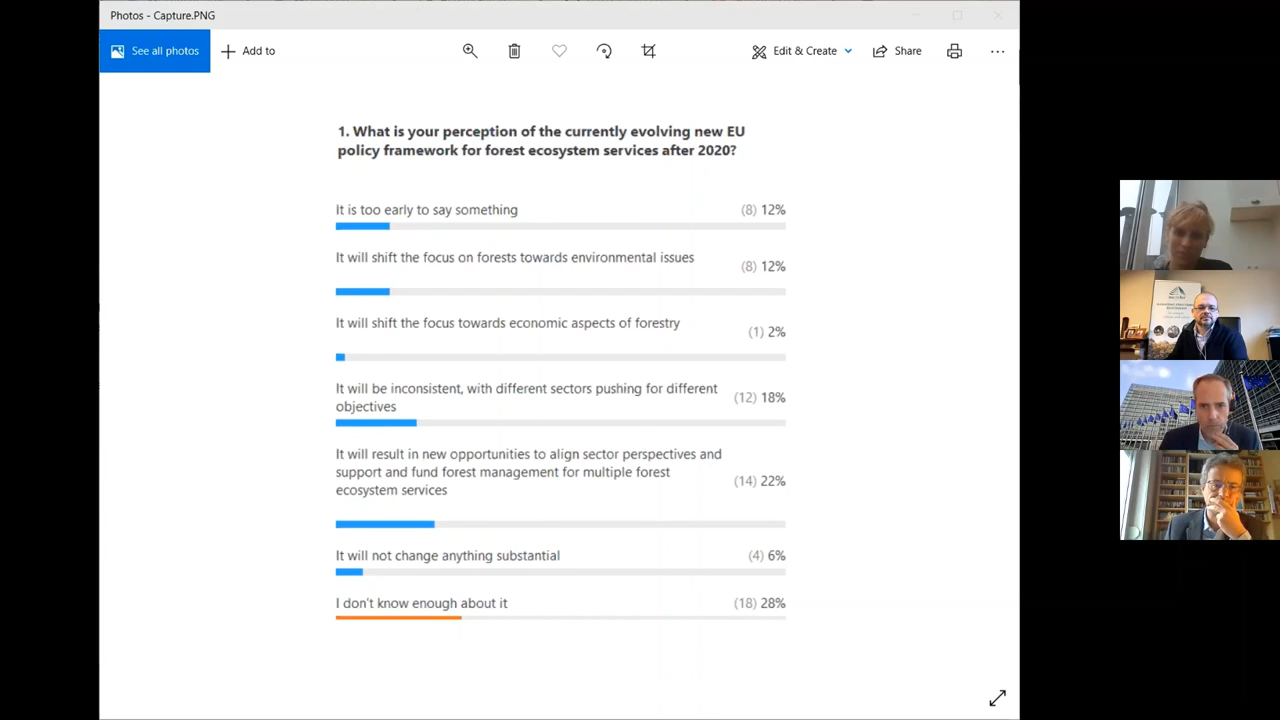 Photos - Capture.PNG
See all photos
Add to
Edit & Create
Share
1. What is your perception of the currently evolving new EU
policy framework for forest ecosystem services after 2020?
It is too early to say something (8) 12%
It will shift the focus on forests towards environmental issues (8) 12%
It will shift the focus towards economic aspects of forestry (1) 2%
It will be inconsistent, with different sectors pushing for different
objectives (12) 18%
It will result in new opportunities to align sector perspectives and
support and fund forest management for multiple forest
ecosystem services (14) 22%
It will not change anything substantial (4) 6%
I don't know enough about it (18) 28%